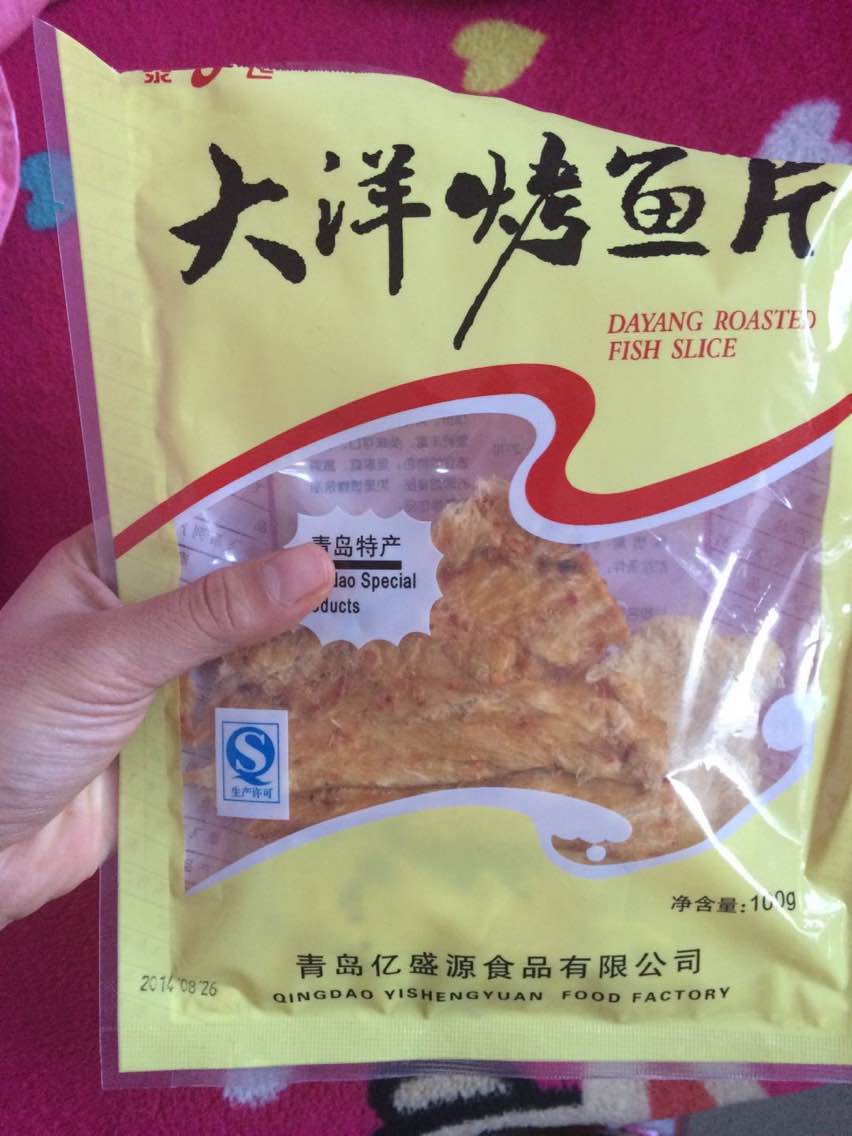 大洋烤鱼片
DAYANG ROASTED
FISH SLICE
青岛特产
Special
生产许可
净含量:100g
青岛亿盛源食品有限公司
2014 08 26
QINGDAO YISHENGYUAN FOOD FACTORY